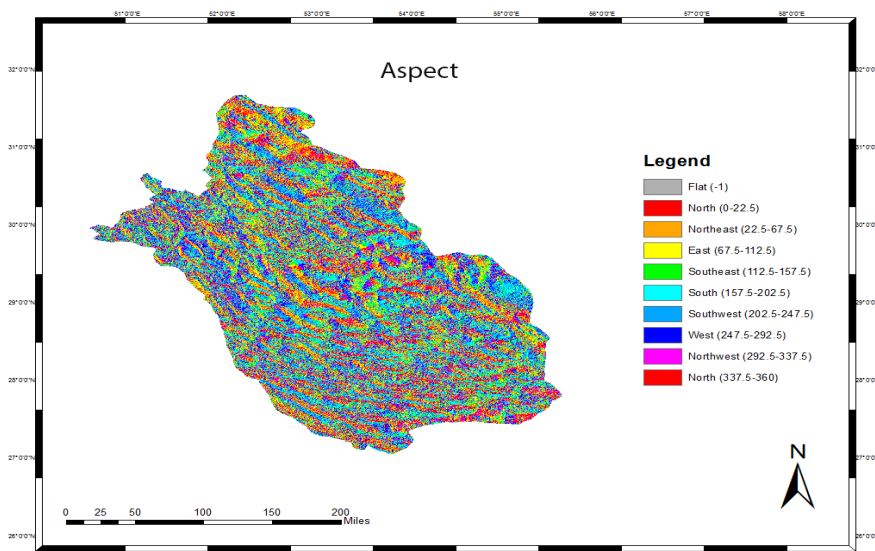 51°0'0"E 52°0'0"E 53°0'0"E 54°0'0"E 55°0'0"E 56°0'0"E 57°0'0"E 58°0'0"E
Aspect
32°0'0"N
31°0'0"N
30°0'0"N
29°0'0"N
28°0'0"N
27°0'0"N
26°0'0"N
Legend
Flat (-1)
North (0-22.5)
Northeast (22.5-67.5)
East (67.5-112.5)
Southeast (112.5-157.5)
South (157.5-202.5)
Southwest (202.5-247.5)
West (247.5-292.5)
Northwest (292.5-337.5)
North (337.5-360)
N
0 25 50 100 150 200
Miles